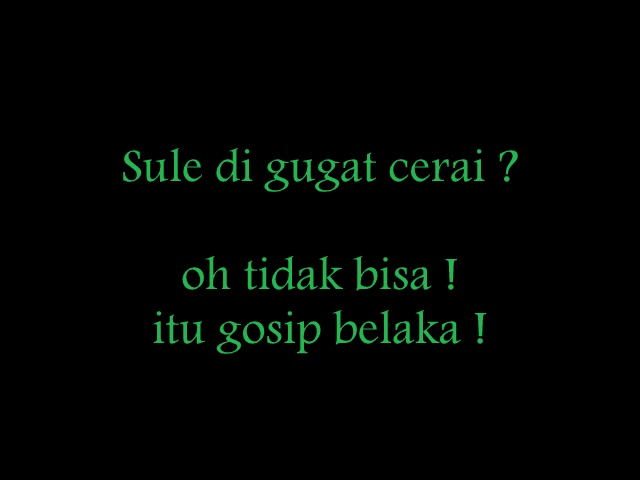 Sule di gugat cerai ?
oh tidak bisa !
itu gosip belaka !